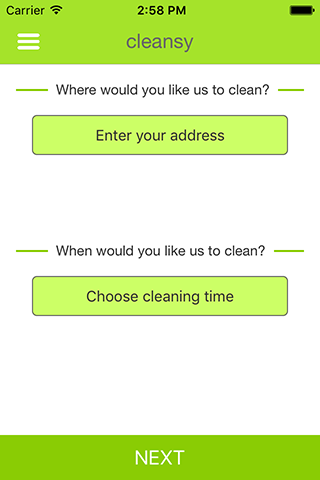 Carrier 2:58 PM
cleansy
Where would you like us to clean?
Enter your address
When would you like us to clean?
Choose cleaning time
NEXT